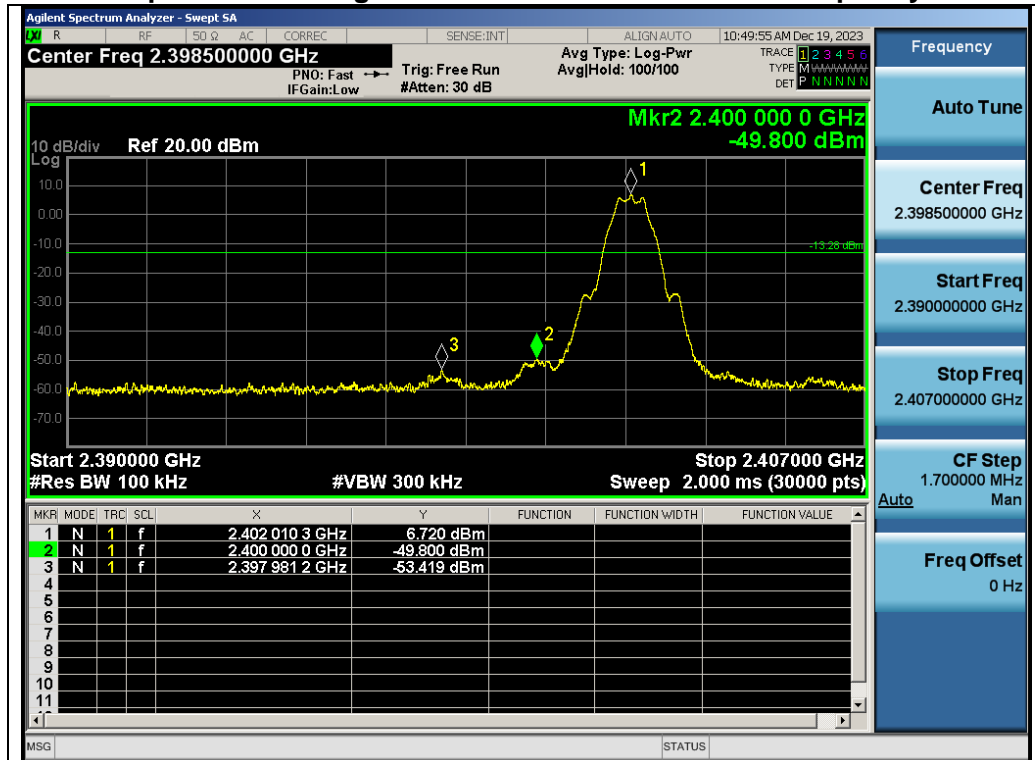 Agilent Spectrum Analyzer - Swept SA
LXI R RF 50 Ω AC CORREC SENSE:INT ALIGN AUTO 10:49:55 AM Dec 19, 2023
Center Freq 2.398500000 GHz
PNO: Fast
IFGain:Low
Trig: Free Run
#Atten: 30 dB
Avg Type: Log-Pwr
Avg|Hold: 100/100
TRACE 1 2 3 4 5 6
TYPE M
DET P N N N N N
Mkr2 2.400 000 0 GHz
-49.800 dBm
10 dB/div Ref 20.00 dBm
Log
10.0
0.00
-10.0
-20.0
-30.0
-40.0
-50.0
-60.0
-70.0
1
-13.28 dBm
2
3
Start 2.390000 GHz Stop 2.407000 GHz
#Res BW 100 kHz #VBW 300 kHz Sweep 2.000 ms (30000 pts)
MKR MODE TRC SCL X Y FUNCTION FUNCTION WIDTH FUNCTION VALUE
1 N 1 f 2.402 010 3 GHz 6.720 dBm
2 N 1 f 2.400 000 0 GHz -49.800 dBm
3 N 1 f 2.397 981 2 GHz -53.419 dBm
4
5
6
7
8
9
10
11
MSG STATUS
Frequency
Auto Tune
Center Freq
2.398500000 GHz
Start Freq
2.390000000 GHz
Stop Freq
2.407000000 GHz
CF Step
1.700000 MHz
Auto Man
Freq Offset
0 Hz